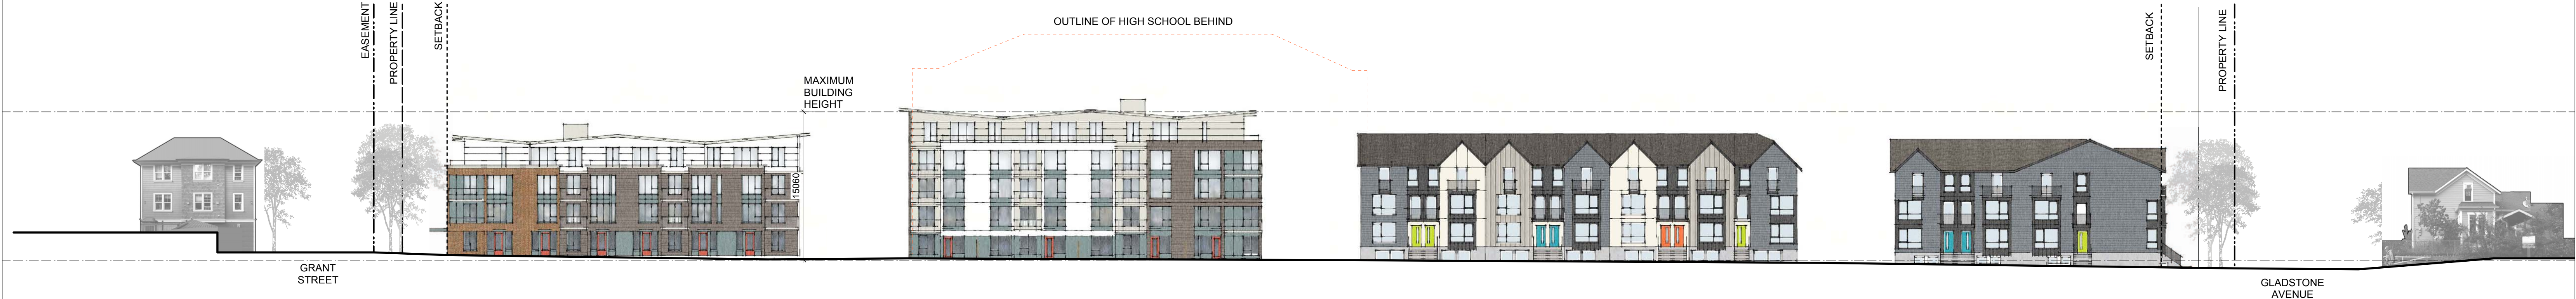 EASEMENT
PROPERTY LINE
SETBACK
OUTLINE OF HIGH SCHOOL BEHIND
MAXIMUM
BUILDING
HEIGHT
15060
SETBACK
PROPERTY LINE
GRANT
STREET
GLADSTONE
AVENUE